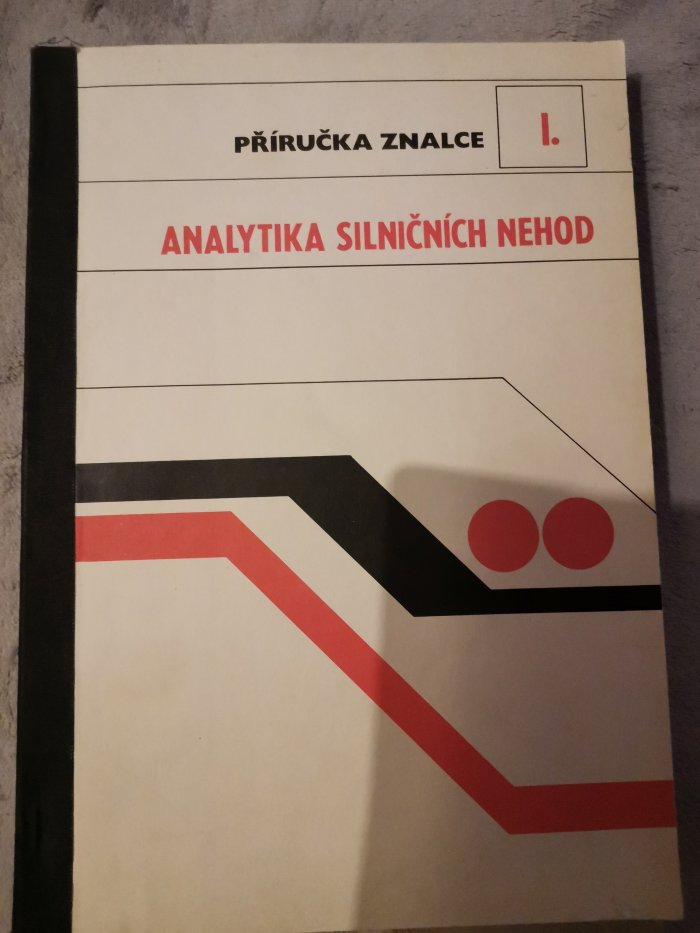 PŘÍRUČKA ZNALCE
I.
ANALYTIKA SILNIČNÍCH NEHOD